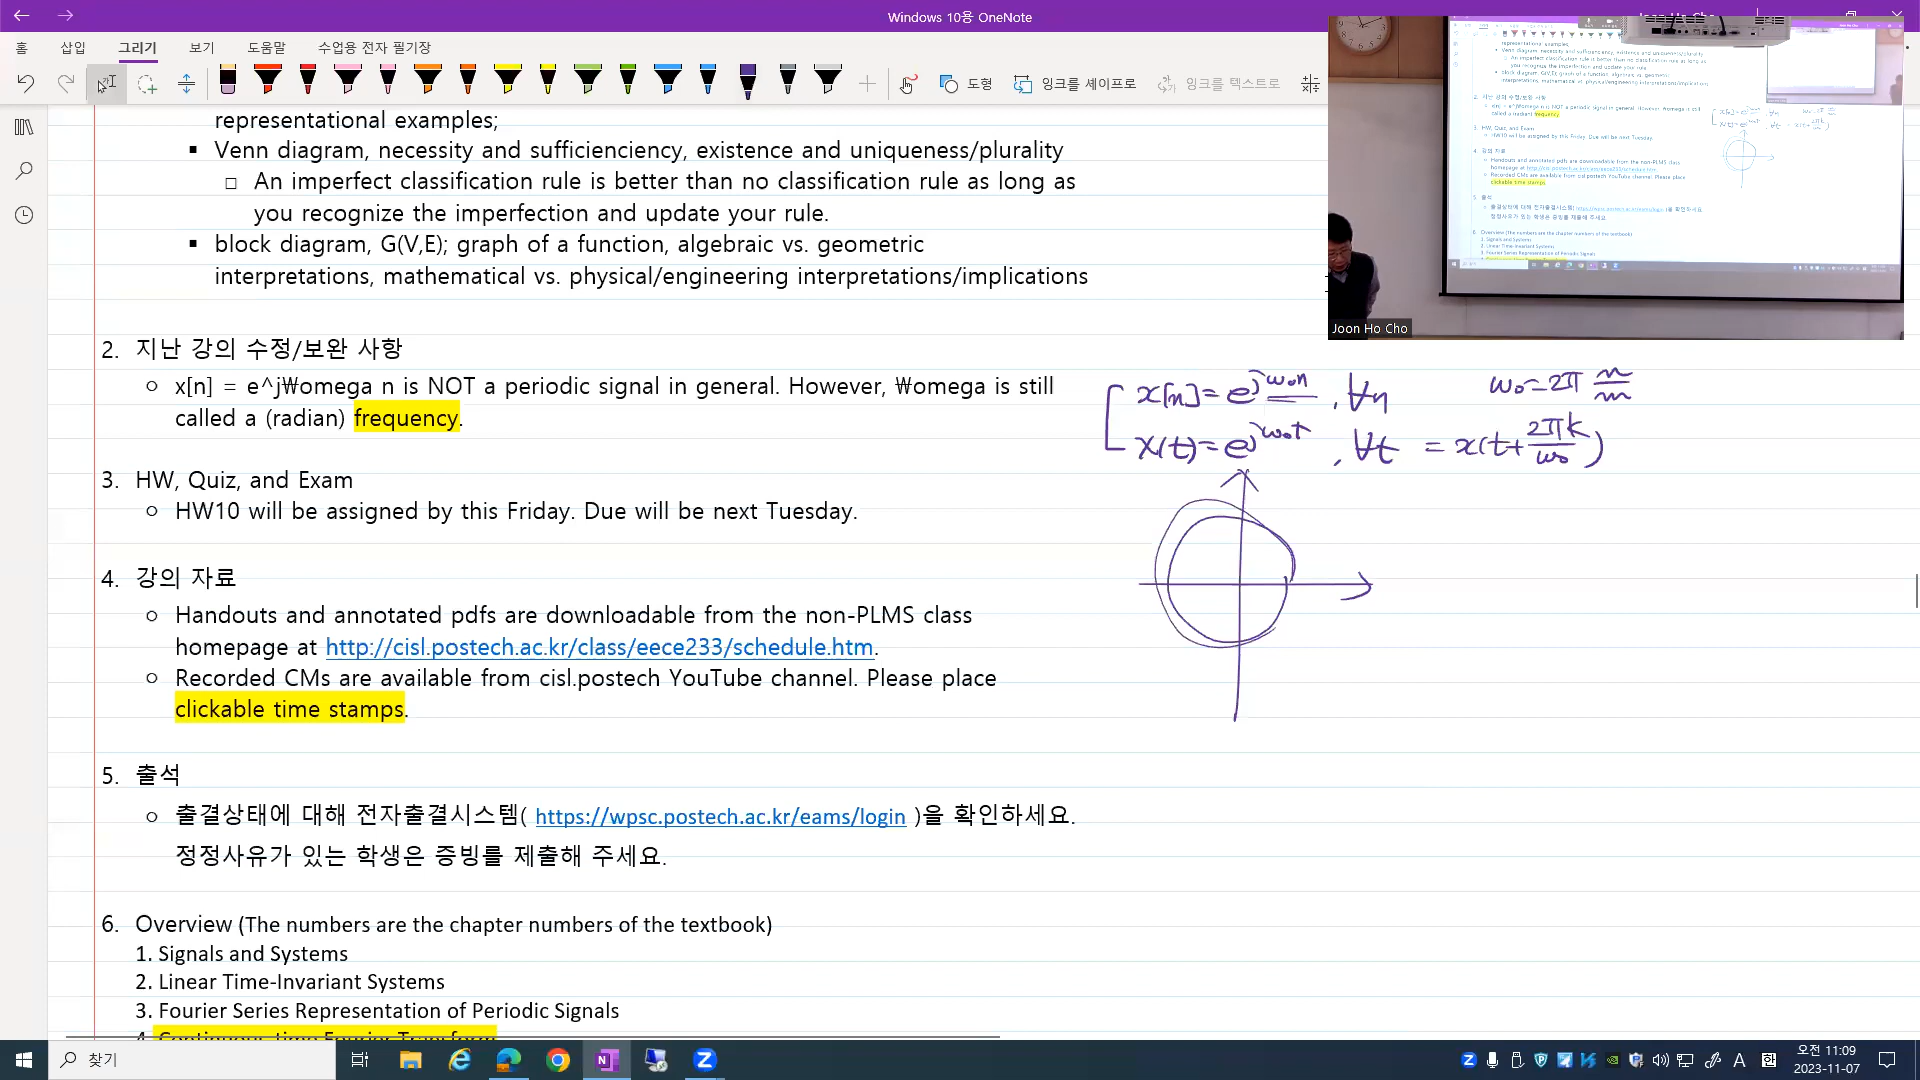 Windows 10용 OneNote
홈 삽입 그리기 보기 도움말 수업용 전자 필기장
도형 잉크를 셰이프로 잉크를 텍스트로
representational examples;
▪ Venn diagram, necessity and sufficienciency, existence and uniqueness/plurality
□ An imperfect classification rule is better than no classification rule as long as
you recognize the imperfection and update your rule.
▪ block diagram, G(V,E); graph of a function, algebraic vs. geometric
interpretations, mathematical vs. physical/engineering interpretations/implications
Joon Ho Cho
2. 지난 강의 수정/보완 사항
○ x[n] = e^j₩omega n is NOT a periodic signal in general. However, ₩omega is still
called a (radian) frequency.
x[n] = e^jω₀n , ∀n ω₀ = 2π n/m
x(t) = e^jω₀t , ∀t = x(t + 2πk/ω₀)
3. HW, Quiz, and Exam
○ HW10 will be assigned by this Friday. Due will be next Tuesday.
4. 강의 자료
○ Handouts and annotated pdfs are downloadable from the non-PLMS class
homepage at http://cisl.postech.ac.kr/class/eece233/schedule.htm.
○ Recorded CMs are available from cisl.postech YouTube channel. Please place
clickable time stamps.
5. 출석
○ 출결상태에 대해 전자출결시스템( https://wpsc.postech.ac.kr/eams/login )을 확인하세요.
정정사유가 있는 학생은 증빙를 제출해 주세요.
6. Overview (The numbers are the chapter numbers of the textbook)
1. Signals and Systems
2. Linear Time-Invariant Systems
3. Fourier Series Representation of Periodic Signals
4. Continuous-time Fourier Transform
찾기
A 한
오전 11:09
2023-11-07